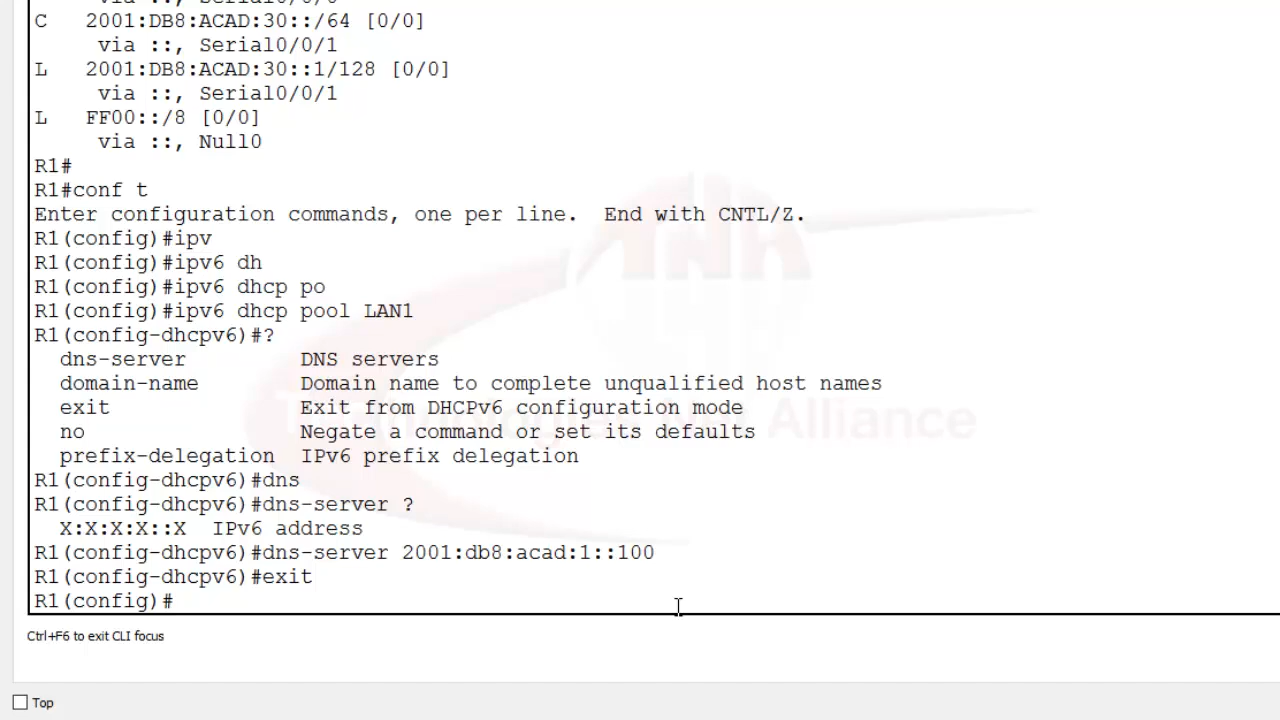 C   2001:DB8:ACAD:30::/64 [0/0]
     via ::, Serial0/0/1
L   2001:DB8:ACAD:30::1/128 [0/0]
     via ::, Serial0/0/1
L   FF00::/8 [0/0]
     via ::, Null0
R1#
R1#conf t
Enter configuration commands, one per line.  End with CNTL/Z.
R1(config)#ipv
R1(config)#ipv6 dh
R1(config)#ipv6 dhcp po
R1(config)#ipv6 dhcp pool LAN1
R1(config-dhcpv6)#?
  dns-server         DNS servers
  domain-name        Domain name to complete unqualified host names
  exit               Exit from DHCPv6 configuration mode
  no                 Negate a command or set its defaults
  prefix-delegation  IPv6 prefix delegation
R1(config-dhcpv6)#dns
R1(config-dhcpv6)#dns-server ?
  X:X:X:X::X  IPv6 address
R1(config-dhcpv6)#dns-server 2001:db8:acad:1::100
R1(config-dhcpv6)#exit
R1(config)#
Ctrl+F6 to exit CLI focus
Top